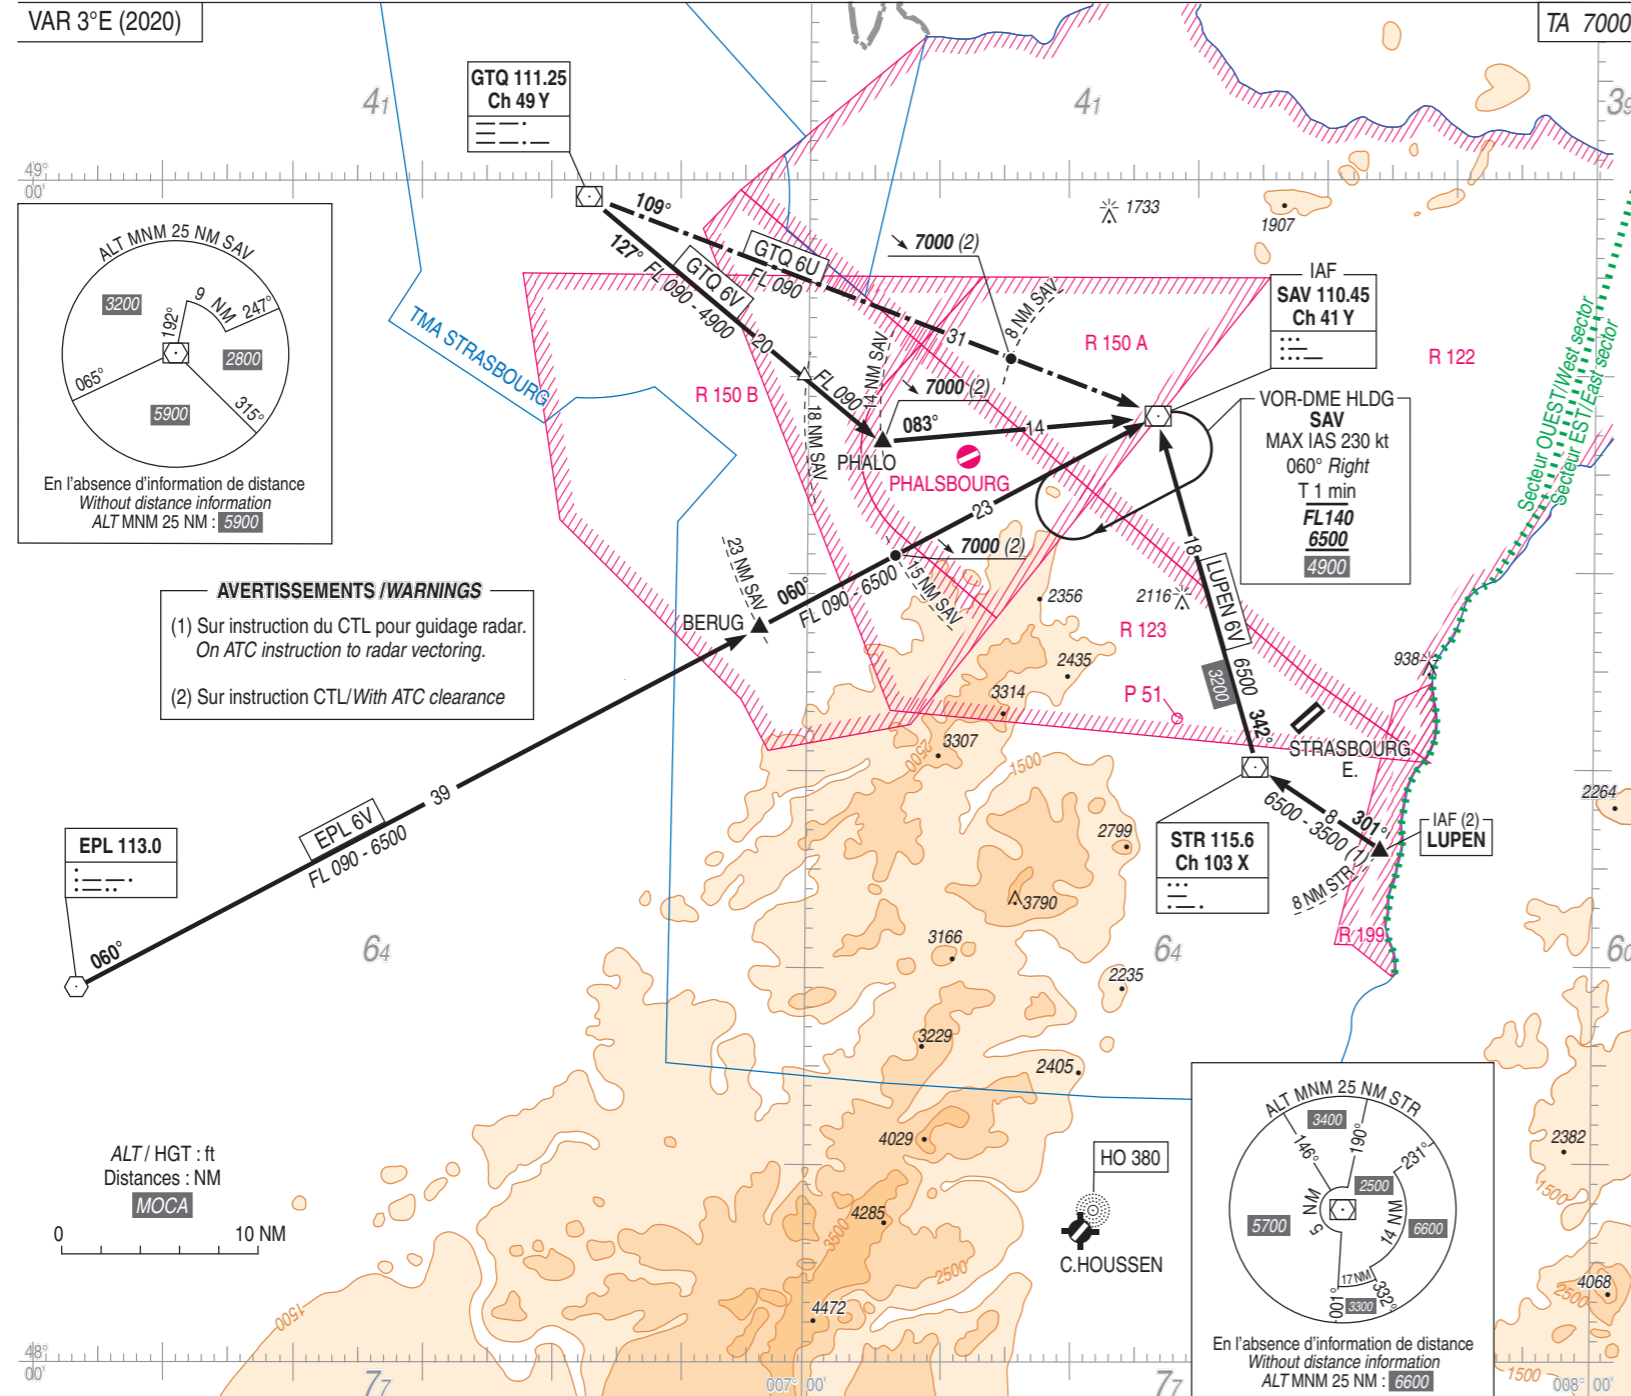 VAR 3°E (2020)
TA 7000
GTQ 111.25
Ch 49 Y
41
41
39
49°
00'
ALT MNM 25 NM SAV
3200
192°
9 NM
247°
2800
065°
5900
315°
En l'absence d'information de distance
Without distance information
ALT MNM 25 NM : 5900
109°
127°
FL 090 - 4900
GTQ 6V
GTQ 6U
FL 090
20
31
FL 090
7000 (2)
8 NM SAV
1733
1907
IAF
SAV 110.45
Ch 41 Y
R 150 A
R 122
R 150 B
TMA STRASBOURG
14 NM SAV
7000 (2)
18 NM SAV
083°
14
PHALO
PHALSBOURG
VOR-DME HLDG
SAV
MAX IAS 230 kt
060° Right
T 1 min
FL140
6500
4900
Secteur OUEST/West sector
Secteur EST/East sector
23
7000 (2)
15 NM SAV
23 NM SAV
060°
FL 090 - 6500
BERUG
AVERTISSEMENTS / WARNINGS
(1) Sur instruction du CTL pour guidage radar.
On ATC instruction to radar vectoring.
(2) Sur instruction CTL/With ATC clearance
18
LUPEN 6V
6500
3200
342°
2356
2116
R 123
2435
938
P 51
3314
3307
2500
1500
STRASBOURG
E.
2264
39
EPL 6V
FL 090 - 6500
EPL 113.0
060°
2799
STR 115.6
Ch 103 X
8
301°
6500 - 3500 (1)
8 NM STR
IAF (2)
LUPEN
3790
R 199
64
3166
64
60
2235
3229
2405
4029
HO 380
C.HOUSSEN
4285
3500
2500
4472
1500
ALT / HGT : ft
Distances : NM
MOCA
0
10 NM
ALT MNM 25 NM STR
3400
146°
190°
231°
2500
5 NM
14 NM
5700
6600
17 NM
001°
3300
332°
En l'absence d'information de distance
Without distance information
ALT MNM 25 NM : 6600
2382
1500
4068
2500
1500
48°
00'
77
007° 00'
77
008° 00'